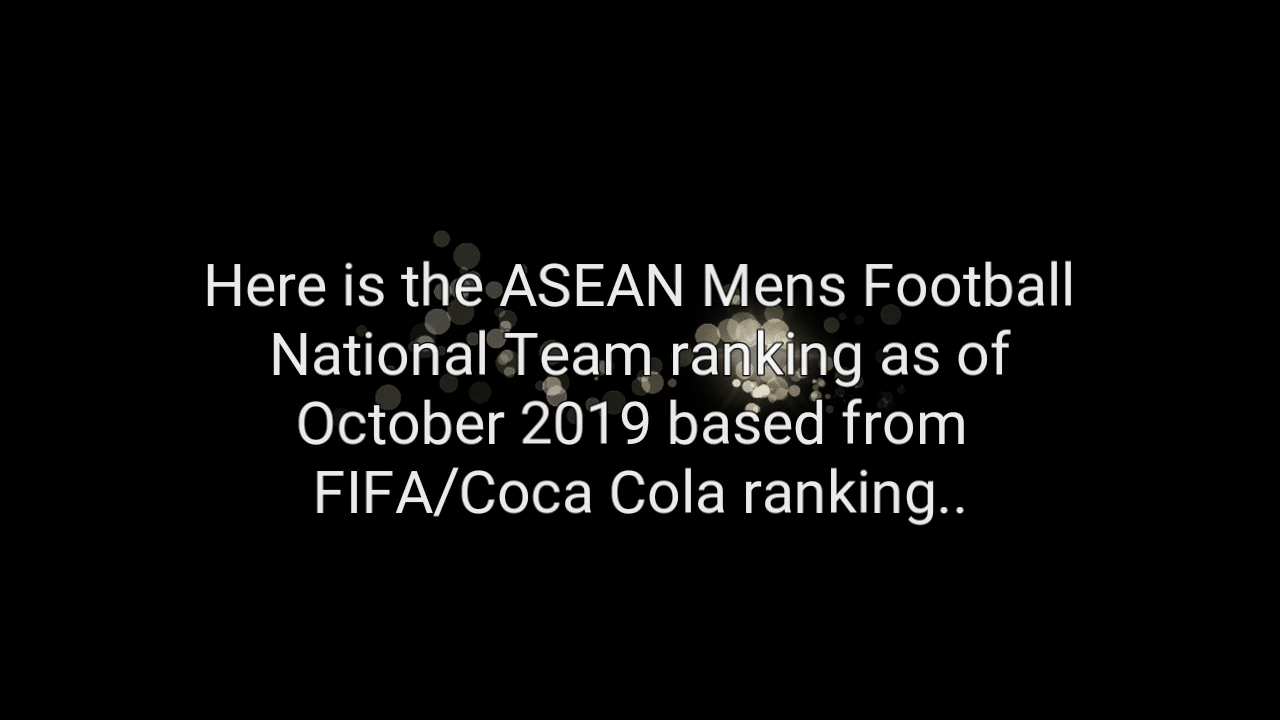 Here is the ASEAN Mens Football
National Team ranking as of
October 2019 based from
FIFA/Coca Cola ranking..